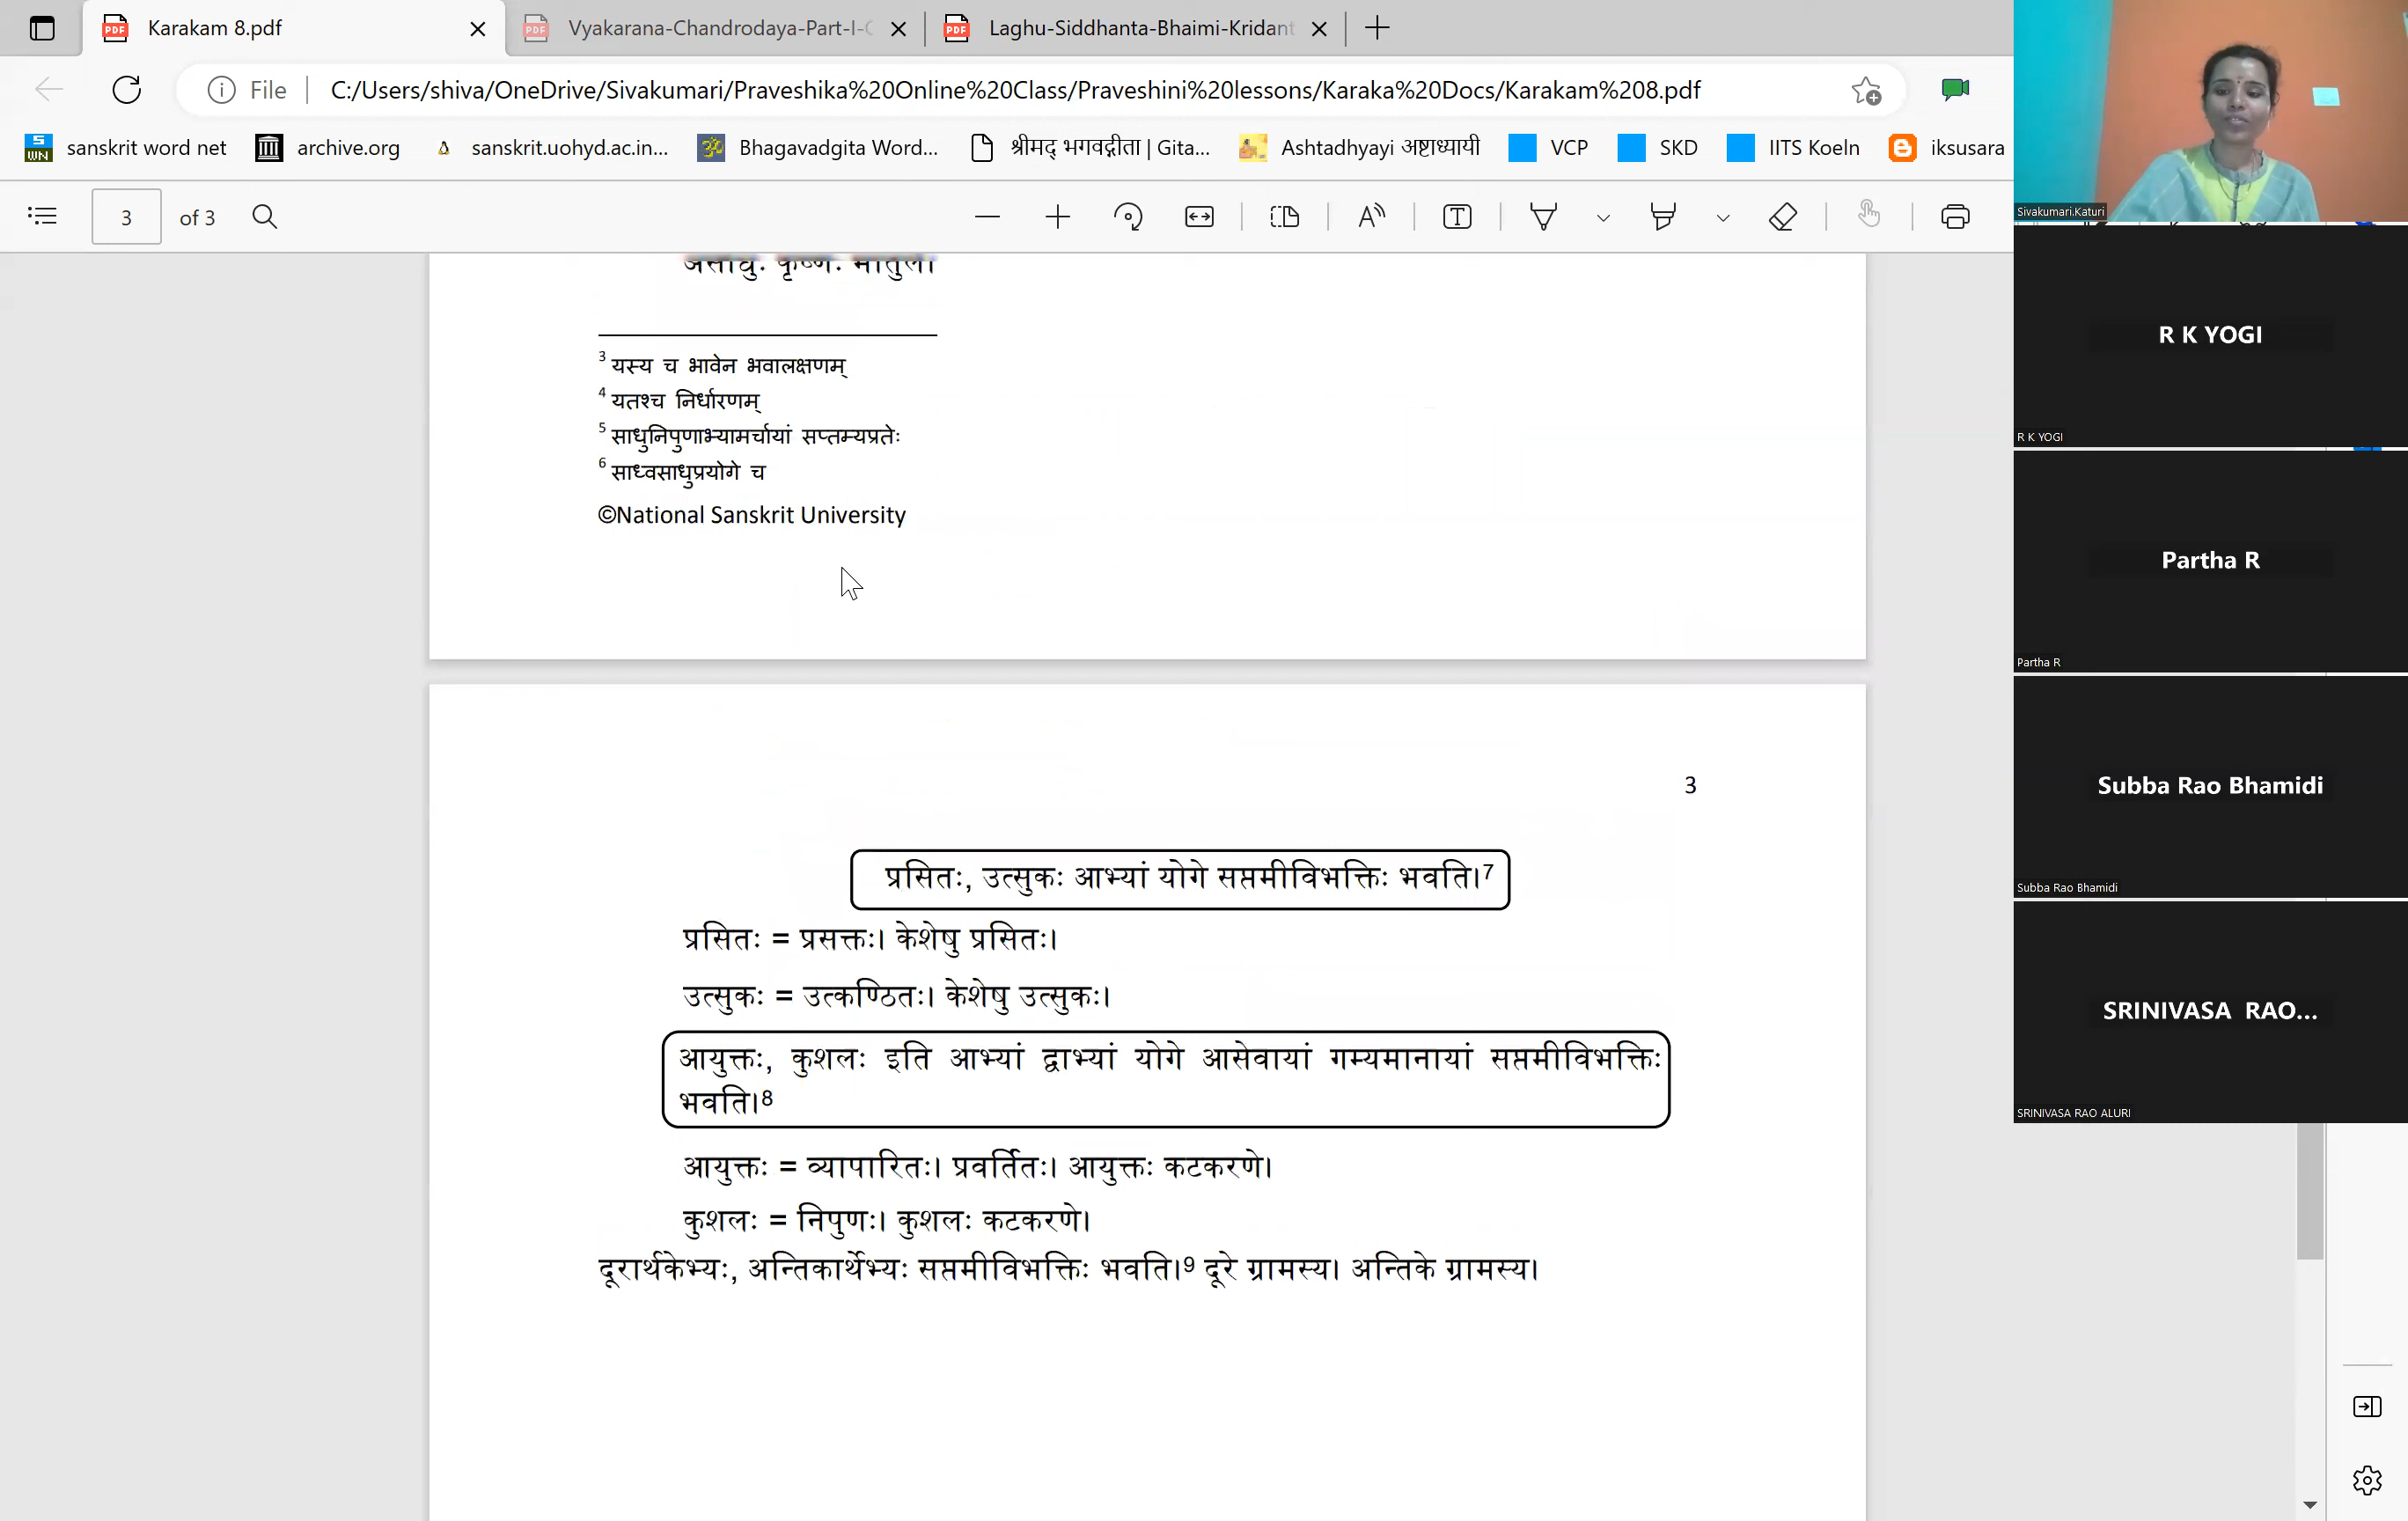 Karakam 8.pdf
Vyakarana-Chandrodaya-Part-I-C
Laghu-Siddhanta-Bhaimi-Kridant
File
C:/Users/shiva/OneDrive/Sivakumari/Praveshika%20Online%20Class/Praveshini%20lessons/Karaka%20Docs/Karakam%208.pdf
sanskrit word net
archive.org
sanskrit.uohyd.ac.in...
Bhagavadgita Word...
श्रीमद् भगवद्गीता | Gita...
Ashtadhyayi अष्टाध्यायी
VCP
SKD
IITS Koeln
iksusara
3 of 3
असाधुः कृष्णः मातुले।
3 यस्य च भावेन भवालक्षणम्
4 यतश्च निर्धारणम्
5 साधुनिपुणाभ्यामर्चायां सप्तम्यप्रतेः
6 साध्वसाधुप्रयोगे च
©National Sanskrit University
3
प्रसितः, उत्सुकः आभ्यां योगे सप्तमीविभक्तिः भवति।7
प्रसितः = प्रसक्तः। केशेषु प्रसितः।
उत्सुकः = उत्कण्ठितः। केशेषु उत्सुकः।
आयुक्तः, कुशलः इति आभ्यां द्वाभ्यां योगे आसेवायां गम्यमानायां सप्तमीविभक्तिः
भवति।8
आयुक्तः = व्यापारितः। प्रवर्तितः। आयुक्तः कटकरणे।
कुशलः = निपुणः। कुशलः कटकरणे।
दूरार्थकेभ्यः, अन्तिकार्थेभ्यः सप्तमीविभक्तिः भवति।9 दूरे ग्रामस्य। अन्तिके ग्रामस्य।
Sivakumari.Katuri
R K YOGI
R K YOGI
Partha R
Partha R
Subba Rao Bhamidi
Subba Rao Bhamidi
SRINIVASA RAO...
SRINIVASA RAO ALURI